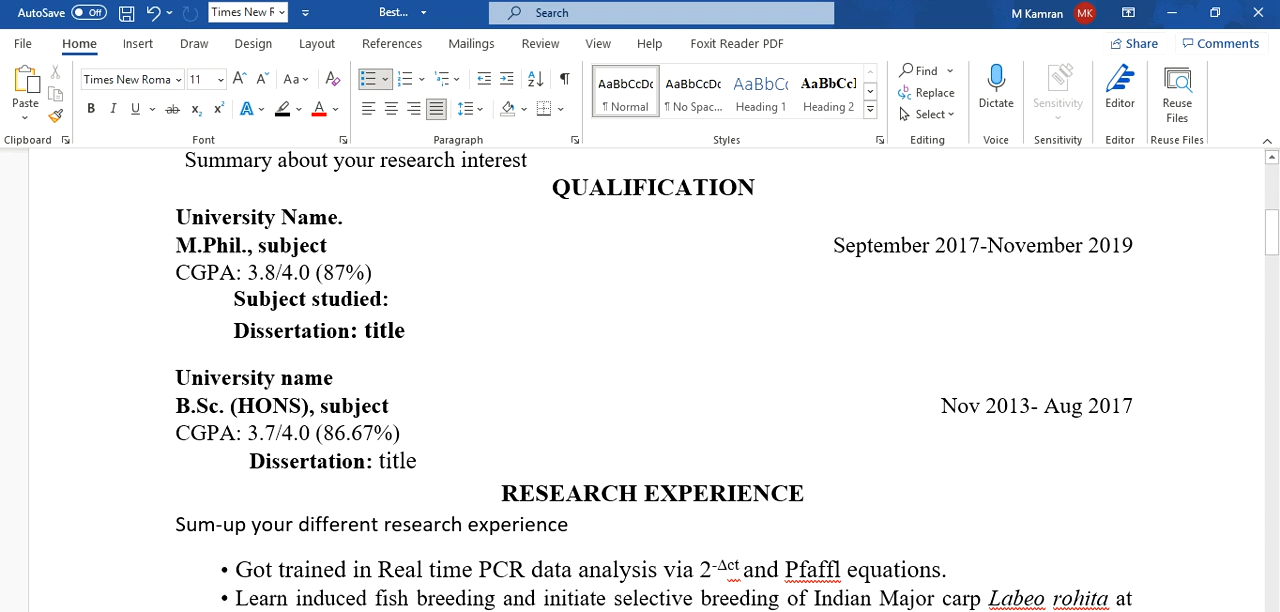 AutoSave Off Times New F Best... Search M Kamran MK
File Home Insert Draw Design Layout References Mailings Review View Help Foxit Reader PDF Share Comments
Times New Roma 11 A A Aa A AaBbCcDc AaBbCcDc AaBbCc AaBbCcI Find
Paste B I U ab x₂ x² A A ¶ Normal ¶ No Spac... Heading 1 Heading 2 Replace Dictate Sensitivity Editor Reuse Files
Select
Clipboard Font Paragraph Styles Editing Voice Sensitivity Editor Reuse Files
Summary about your research interest
QUALIFICATION
University Name.
M.Phil., subject September 2017-November 2019
CGPA: 3.8/4.0 (87%)
Subject studied:
Dissertation: title
University name
B.Sc. (HONS), subject Nov 2013- Aug 2017
CGPA: 3.7/4.0 (86.67%)
Dissertation: title
RESEARCH EXPERIENCE
Sum-up your different research experience
• Got trained in Real time PCR data analysis via 2-Δct and Pfaffl equations.
• Learn induced fish breeding and initiate selective breeding of Indian Major carp Labeo rohita at